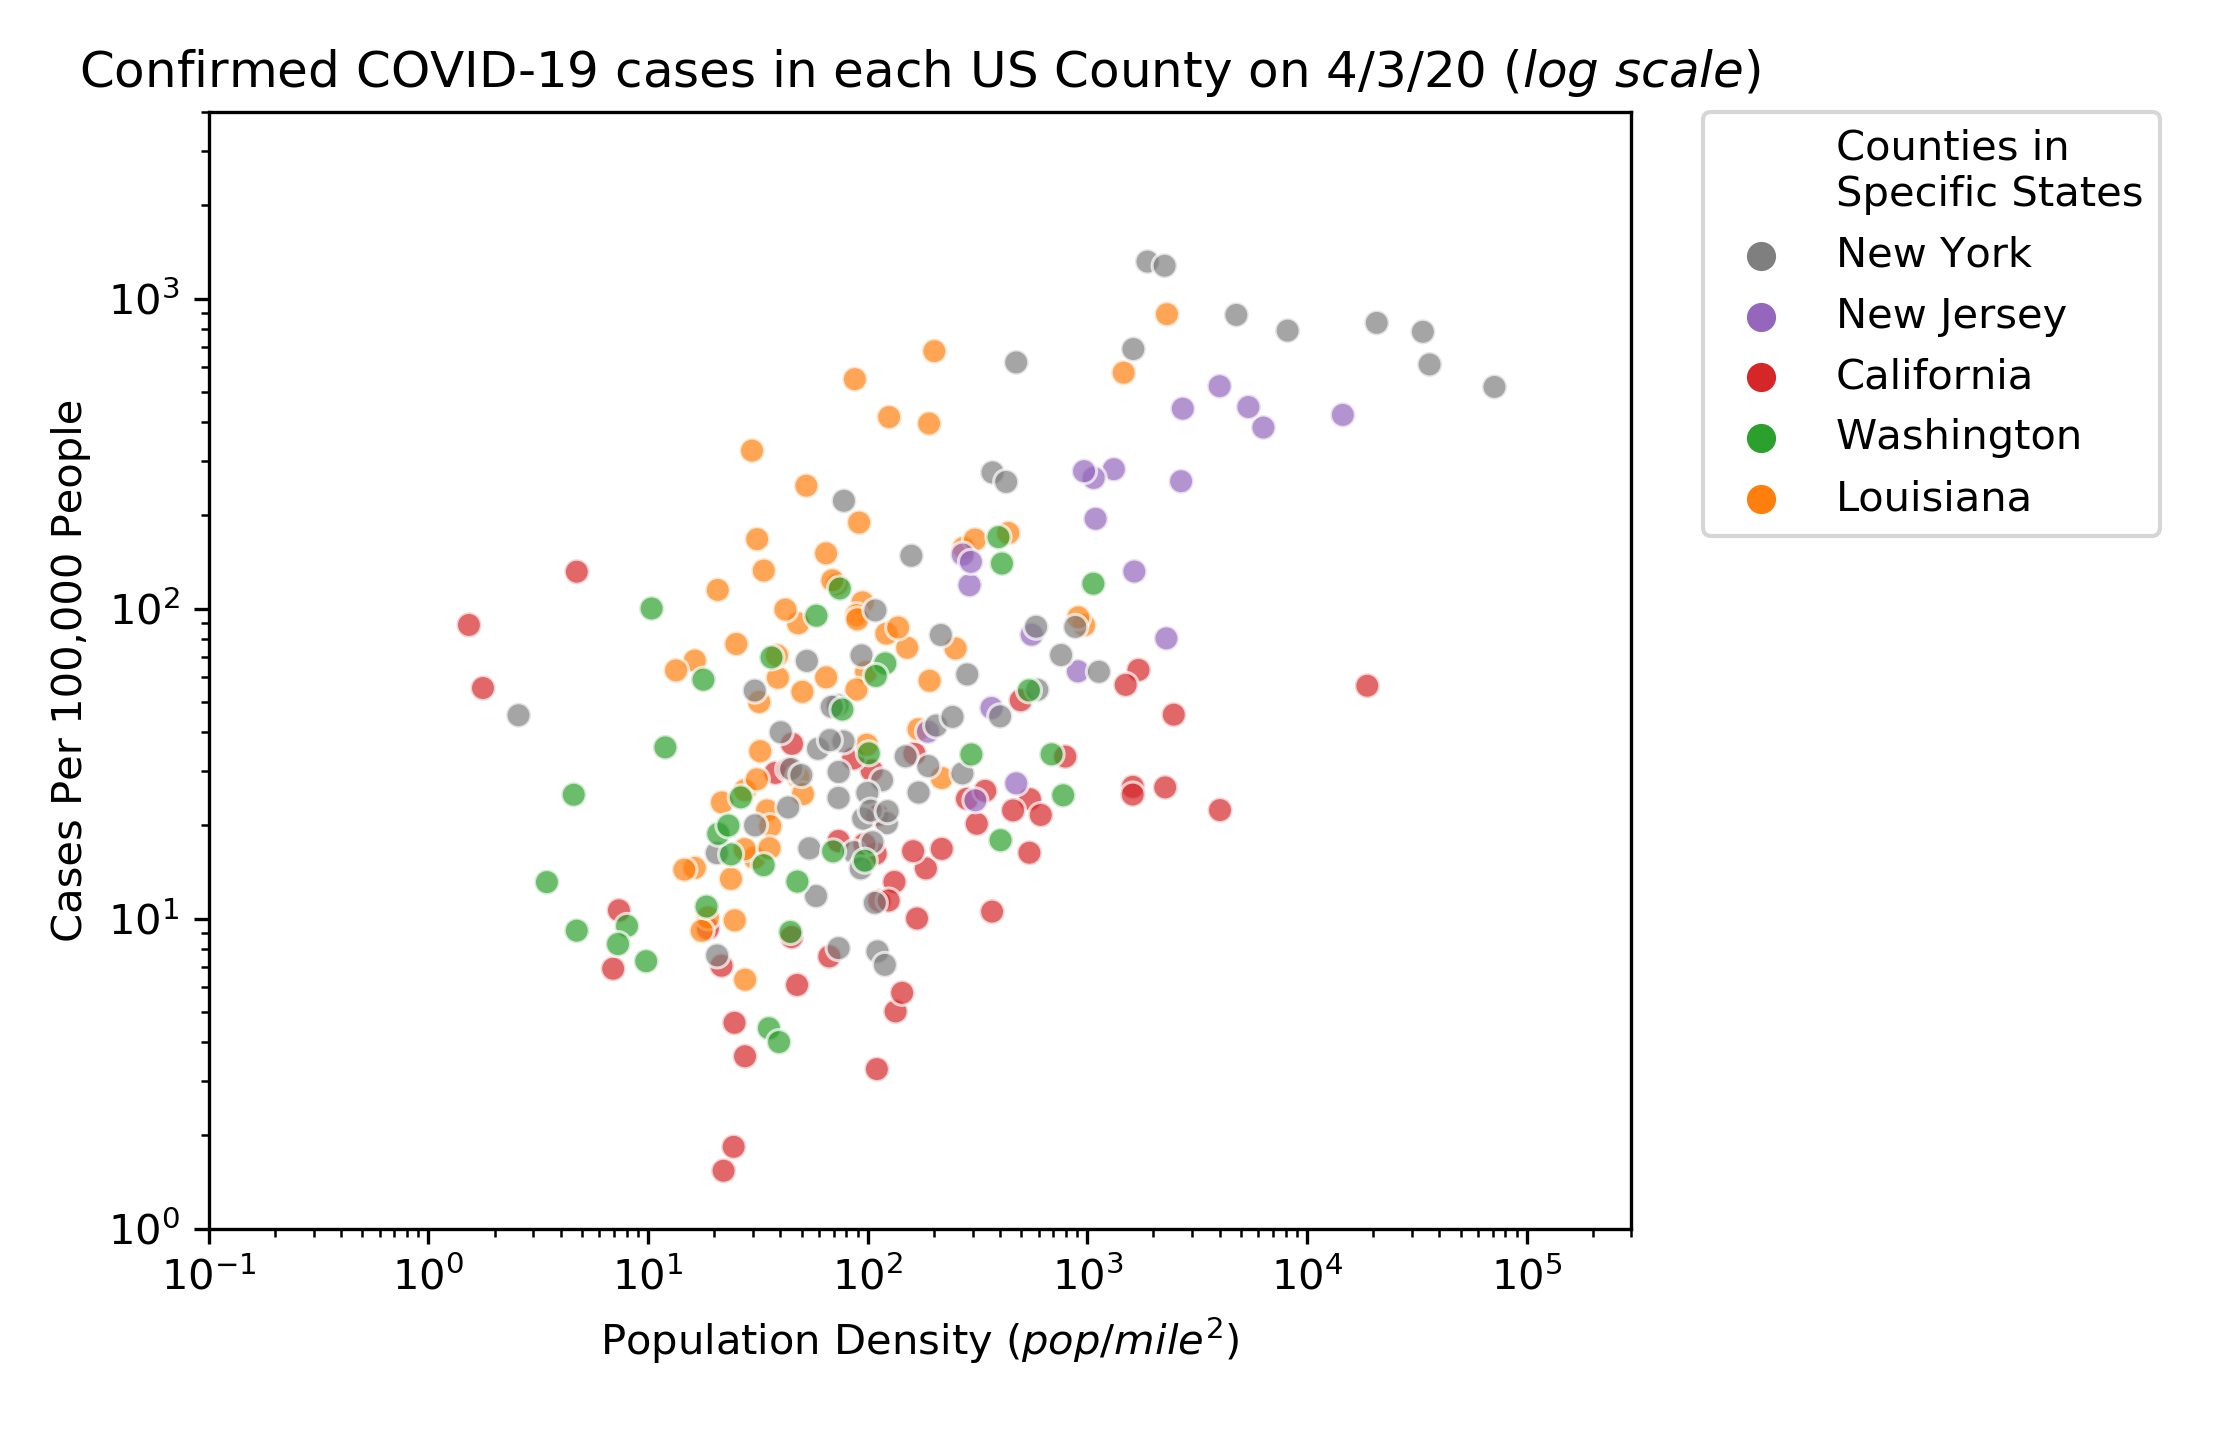 Confirmed COVID-19 cases in each US County on 4/3/20 (log scale)
Counties in
Specific States
New York
New Jersey
California
Washington
Louisiana
Cases Per 100,000 People
10³
10²
10¹
10⁰
10⁻¹ 10⁰ 10¹ 10² 10³ 10⁴ 10⁵
Population Density (pop/mile²)